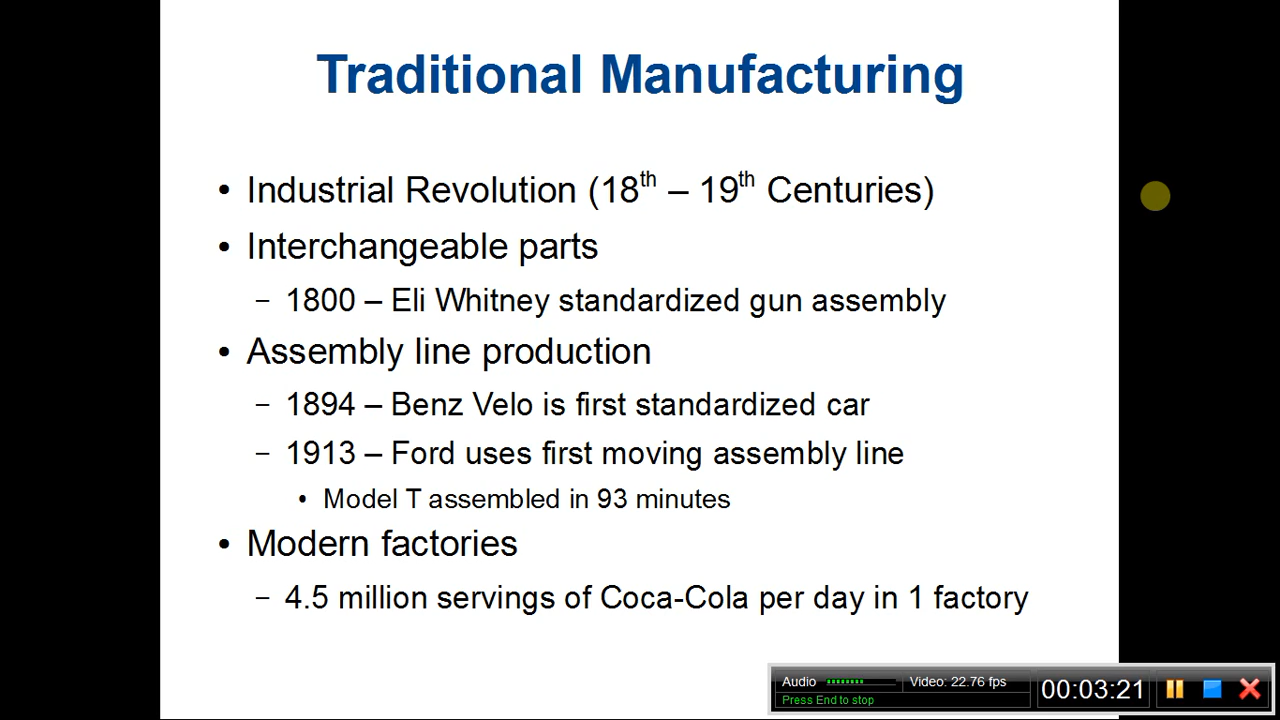 Traditional Manufacturing
• Industrial Revolution (18th – 19th Centuries)
• Interchangeable parts
– 1800 – Eli Whitney standardized gun assembly
• Assembly line production
– 1894 – Benz Velo is first standardized car
– 1913 – Ford uses first moving assembly line
• Model T assembled in 93 minutes
• Modern factories
– 4.5 million servings of Coca-Cola per day in 1 factory
Audio Video: 22.76 fps 00:03:21
Press End to stop